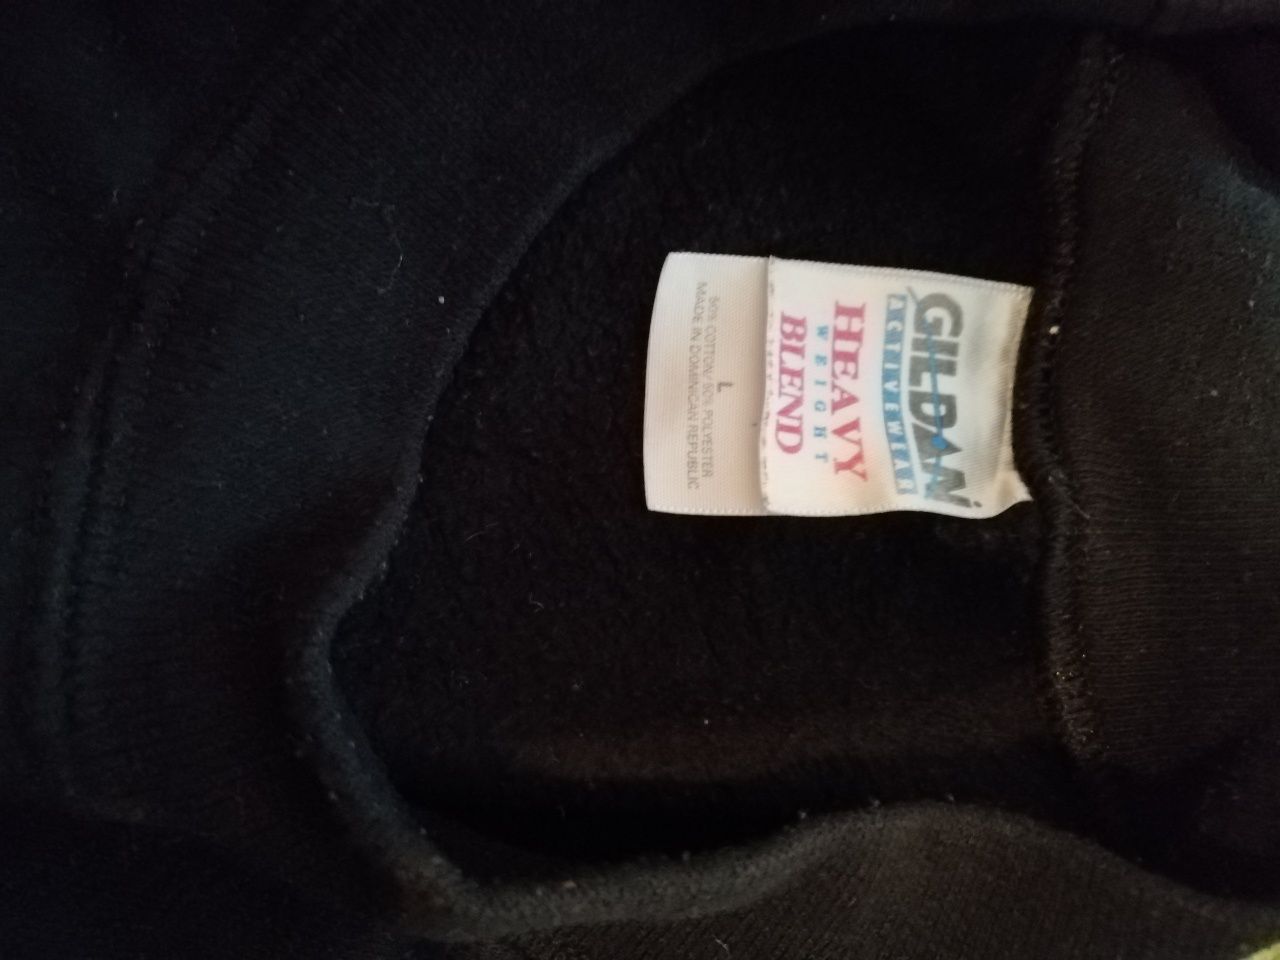 GILDAN
ACTIVEWEAR
HEAVY
WEIGHT
BLEND
L
50% COTTON/ 50% POLYESTER
MADE IN DOMINICAN REPUBLIC